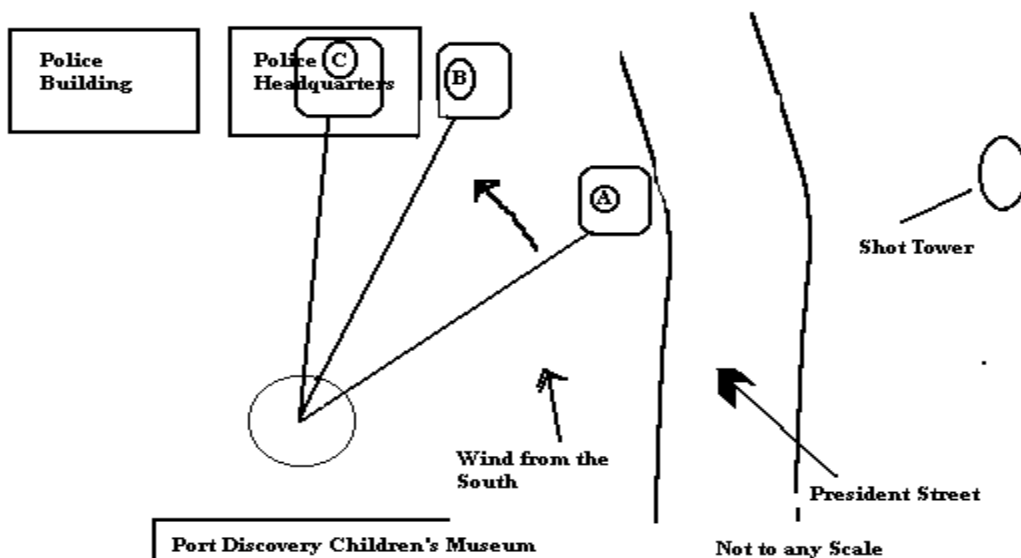 Police
Building
Police
Headquarters
C
B
A
Shot Tower
Wind from the
South
President Street
Port Discovery Children's Museum
Not to any Scale